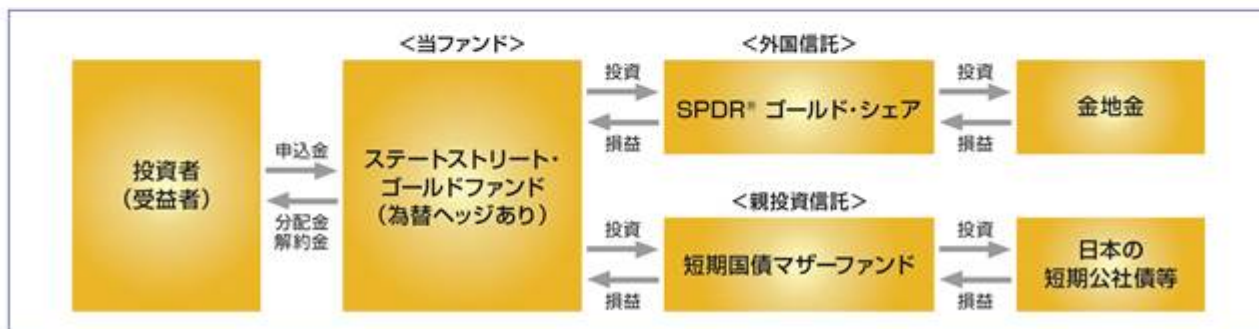 <当ファンド>
<外国信託>
投資者
(受益者)
申込金
分配金
解約金
ステートストリート・
ゴールドファンド
(為替ヘッジあり)
投資
損益
SPDR® ゴールド・シェア
投資
損益
金地金
<親投資信託>
投資
損益
短期国債マザーファンド
投資
損益
日本の
短期公社債等